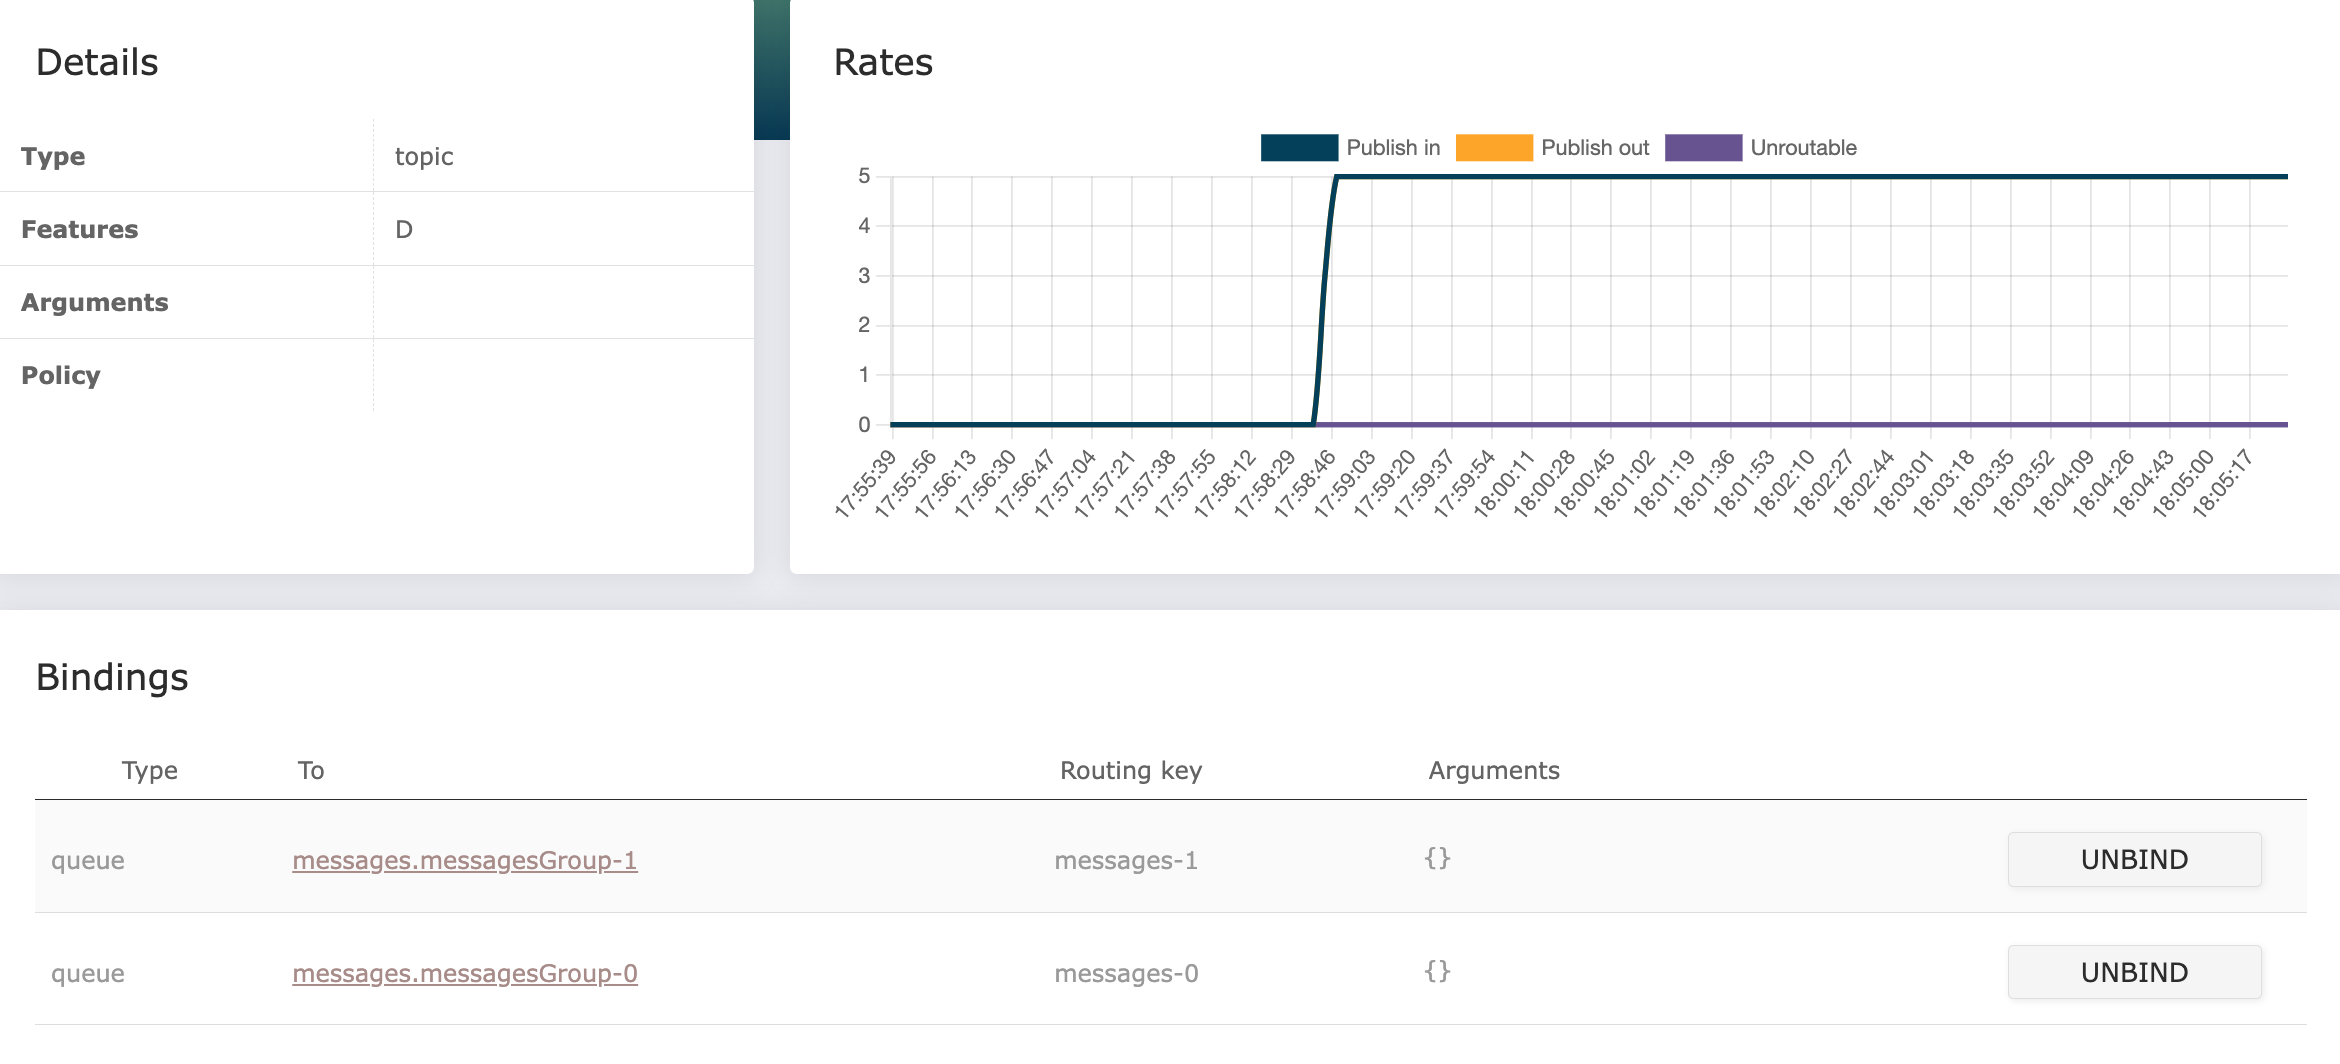 Details
Type topic
Features D
Arguments
Policy
Rates
Publish in Publish out Unroutable
5
4
3
2
1
0
17:55:39 17:55:56 17:56:13 17:56:30 17:56:47 17:57:04 17:57:21 17:57:38 17:57:55 17:58:12 17:58:29 17:58:46 17:59:03 17:59:20 17:59:37 17:59:54 18:00:11 18:00:28 18:00:45 18:01:02 18:01:19 18:01:36 18:01:53 18:02:10 18:02:27 18:02:44 18:03:01 18:03:18 18:03:35 18:03:52 18:04:09 18:04:26 18:04:43 18:05:00 18:05:17
Bindings
Type To Routing key Arguments
queue messages.messagesGroup-1 messages-1 {} UNBIND
queue messages.messagesGroup-0 messages-0 {} UNBIND